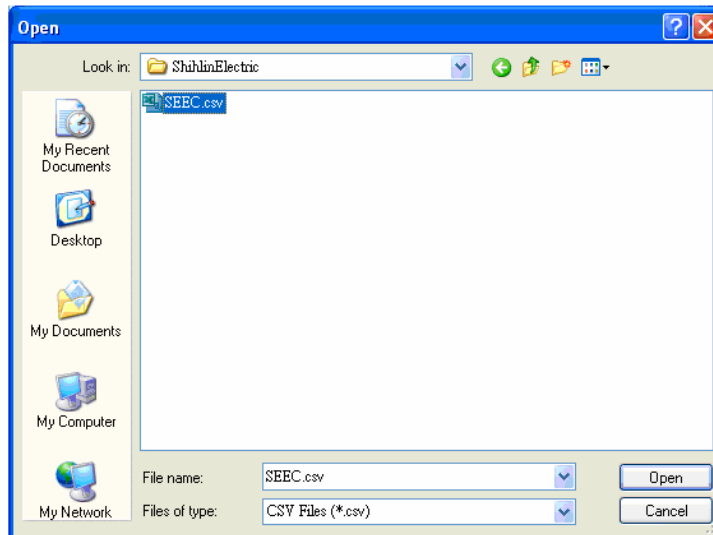 Open
Look in: ShihlinElectric
SEEC.csv
My Recent
Documents
Desktop
My Documents
My Computer
My Network
File name: SEEC.csv Open
Files of type: CSV Files (*.csv) Cancel